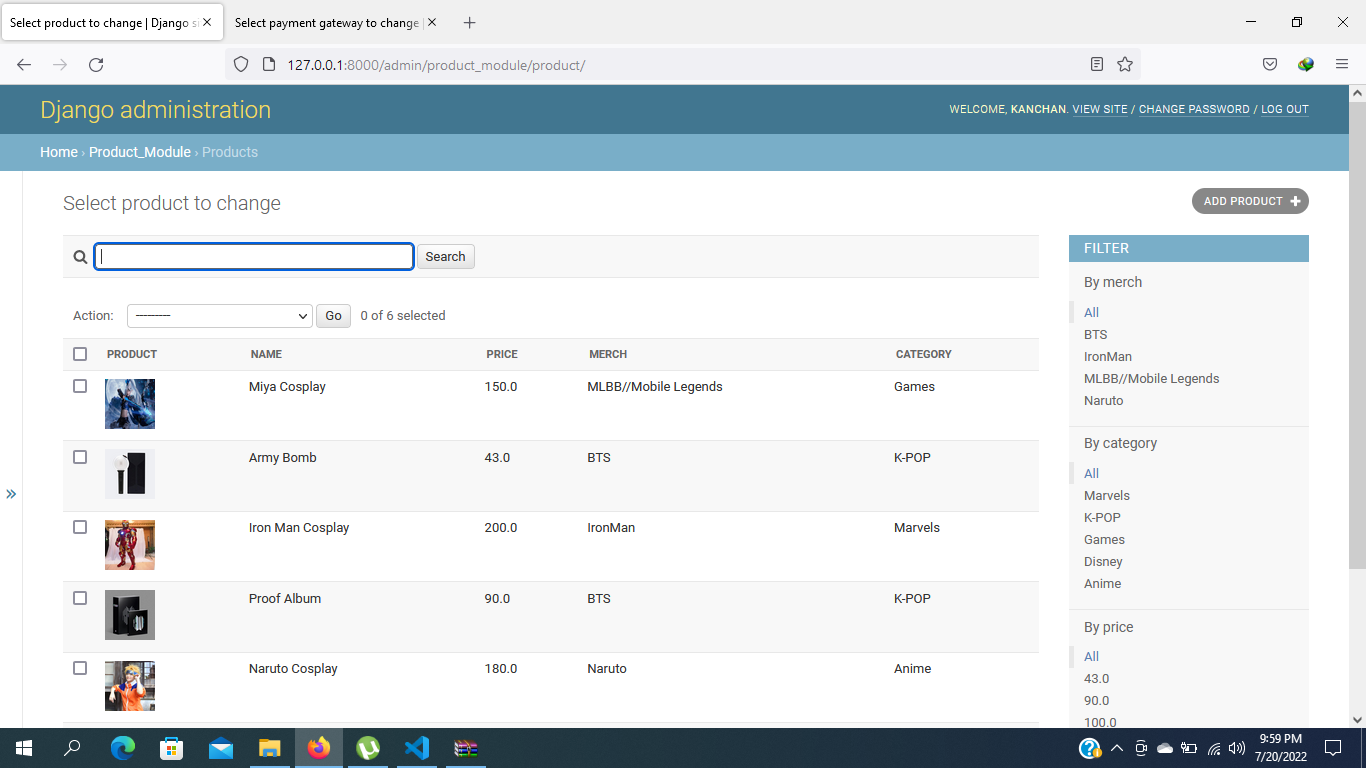 Select product to change | Django si
Select payment gateway to change |
127.0.0.1:8000/admin/product_module/product/
Django administration
WELCOME, KANCHAN. VIEW SITE / CHANGE PASSWORD / LOG OUT
Home › Product_Module › Products
Select product to change
ADD PRODUCT
Search
Action: --------- Go 0 of 6 selected
PRODUCT NAME PRICE MERCH CATEGORY
Miya Cosplay 150.0 MLBB//Mobile Legends Games
Army Bomb 43.0 BTS K-POP
Iron Man Cosplay 200.0 IronMan Marvels
Proof Album 90.0 BTS K-POP
Naruto Cosplay 180.0 Naruto Anime
FILTER
By merch
All
BTS
IronMan
MLBB//Mobile Legends
Naruto
By category
All
Marvels
K-POP
Games
Disney
Anime
By price
All
43.0
90.0
100.0
9:59 PM
7/20/2022